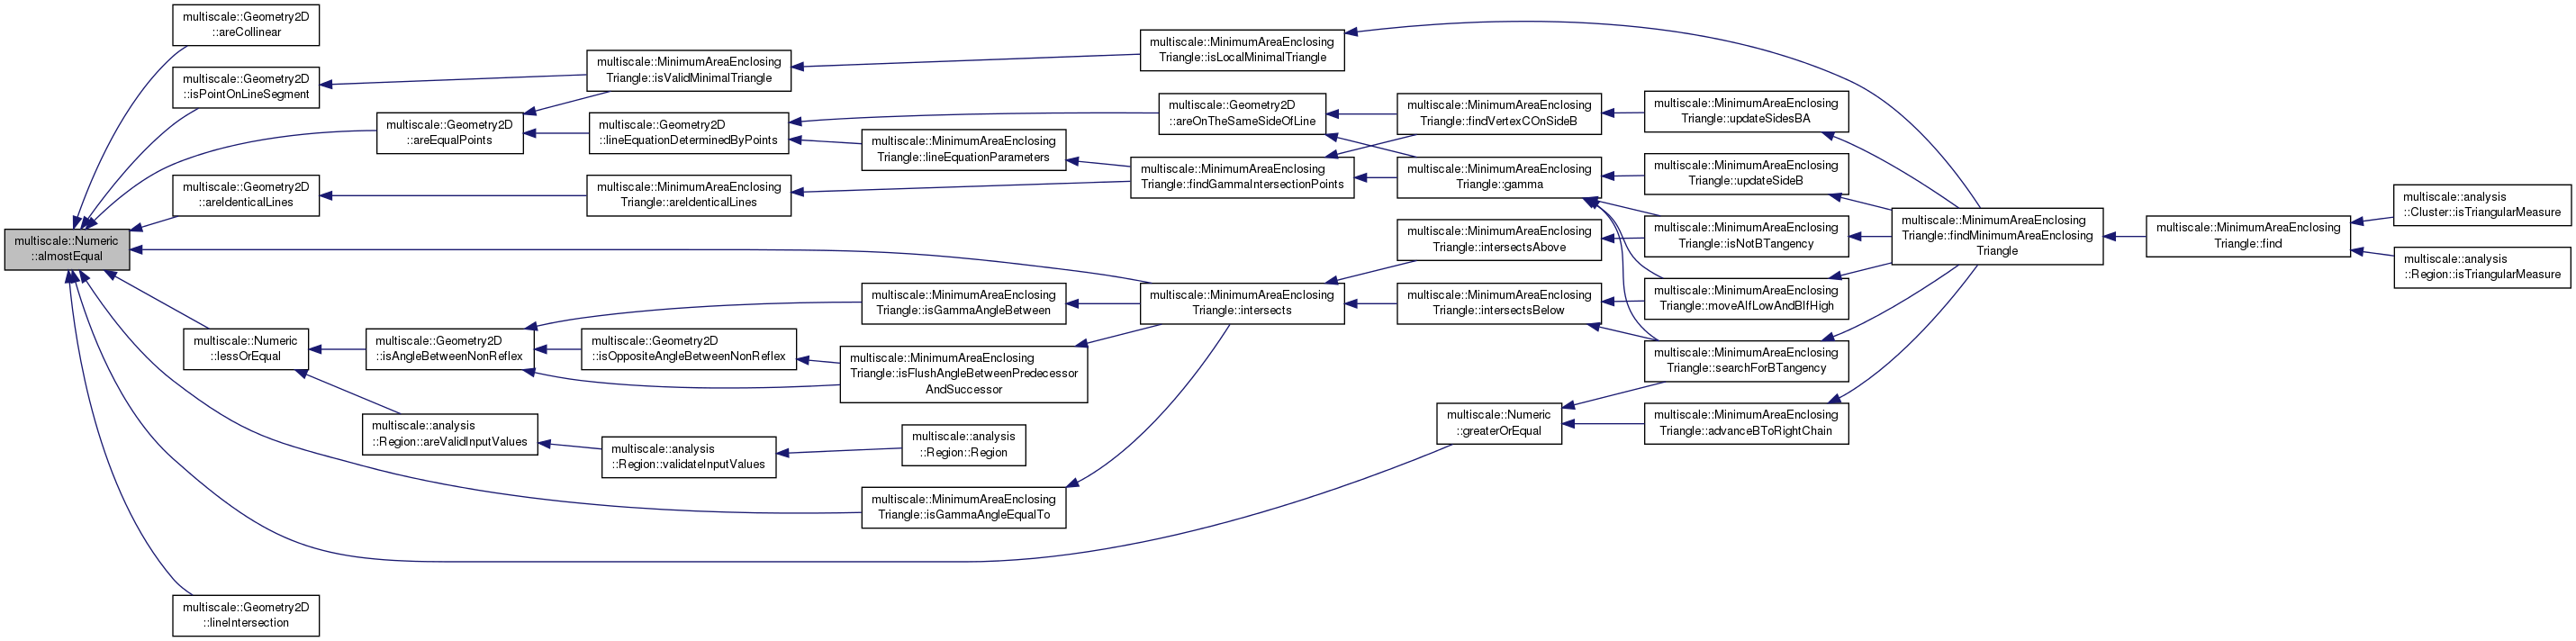 multiscale::Numeric
::almostEqual
multiscale::Geometry2D
::areCollinear
multiscale::Geometry2D
::isPointOnLineSegment
multiscale::Geometry2D
::areEqualPoints
multiscale::Geometry2D
::areIdenticalLines
multiscale::Numeric
::lessOrEqual
multiscale::Geometry2D
::lineIntersection
multiscale::Geometry2D
::isAngleBetweenNonReflex
multiscale::analysis
::Region::areValidInputValues
multiscale::MinimumAreaEnclosing
Triangle::isValidMinimalTriangle
multiscale::Geometry2D
::lineEquationDeterminedByPoints
multiscale::MinimumAreaEnclosing
Triangle::areIdenticalLines
multiscale::Geometry2D
::isOppositeAngleBetweenNonReflex
multiscale::analysis
::Region::validateInputValues
multiscale::MinimumAreaEnclosing
Triangle::lineEquationParameters
multiscale::MinimumAreaEnclosing
Triangle::isGammaAngleBetween
multiscale::MinimumAreaEnclosing
Triangle::isFlushAngleBetweenPredecessor
AndSuccessor
multiscale::analysis
::Region::Region
multiscale::MinimumAreaEnclosing
Triangle::isGammaAngleEqualTo
multiscale::MinimumAreaEnclosing
Triangle::isLocalMinimalTriangle
multiscale::Geometry2D
::areOnTheSameSideOfLine
multiscale::MinimumAreaEnclosing
Triangle::findGammaIntersectionPoints
multiscale::MinimumAreaEnclosing
Triangle::intersects
multiscale::MinimumAreaEnclosing
Triangle::findVertexCOnSideB
multiscale::MinimumAreaEnclosing
Triangle::gamma
multiscale::MinimumAreaEnclosing
Triangle::intersectsAbove
multiscale::MinimumAreaEnclosing
Triangle::intersectsBelow
multiscale::Numeric
::greaterOrEqual
multiscale::MinimumAreaEnclosing
Triangle::updateSidesBA
multiscale::MinimumAreaEnclosing
Triangle::updateSideB
multiscale::MinimumAreaEnclosing
Triangle::isNotBTangency
multiscale::MinimumAreaEnclosing
Triangle::moveAIfLowAndBIfHigh
multiscale::MinimumAreaEnclosing
Triangle::searchForBTangency
multiscale::MinimumAreaEnclosing
Triangle::advanceBToRightChain
multiscale::MinimumAreaEnclosing
Triangle::findMinimumAreaEnclosing
Triangle
multiscale::MinimumAreaEnclosing
Triangle::find
multiscale::analysis
::Cluster::isTriangularMeasure
multiscale::analysis
::Region::isTriangularMeasure